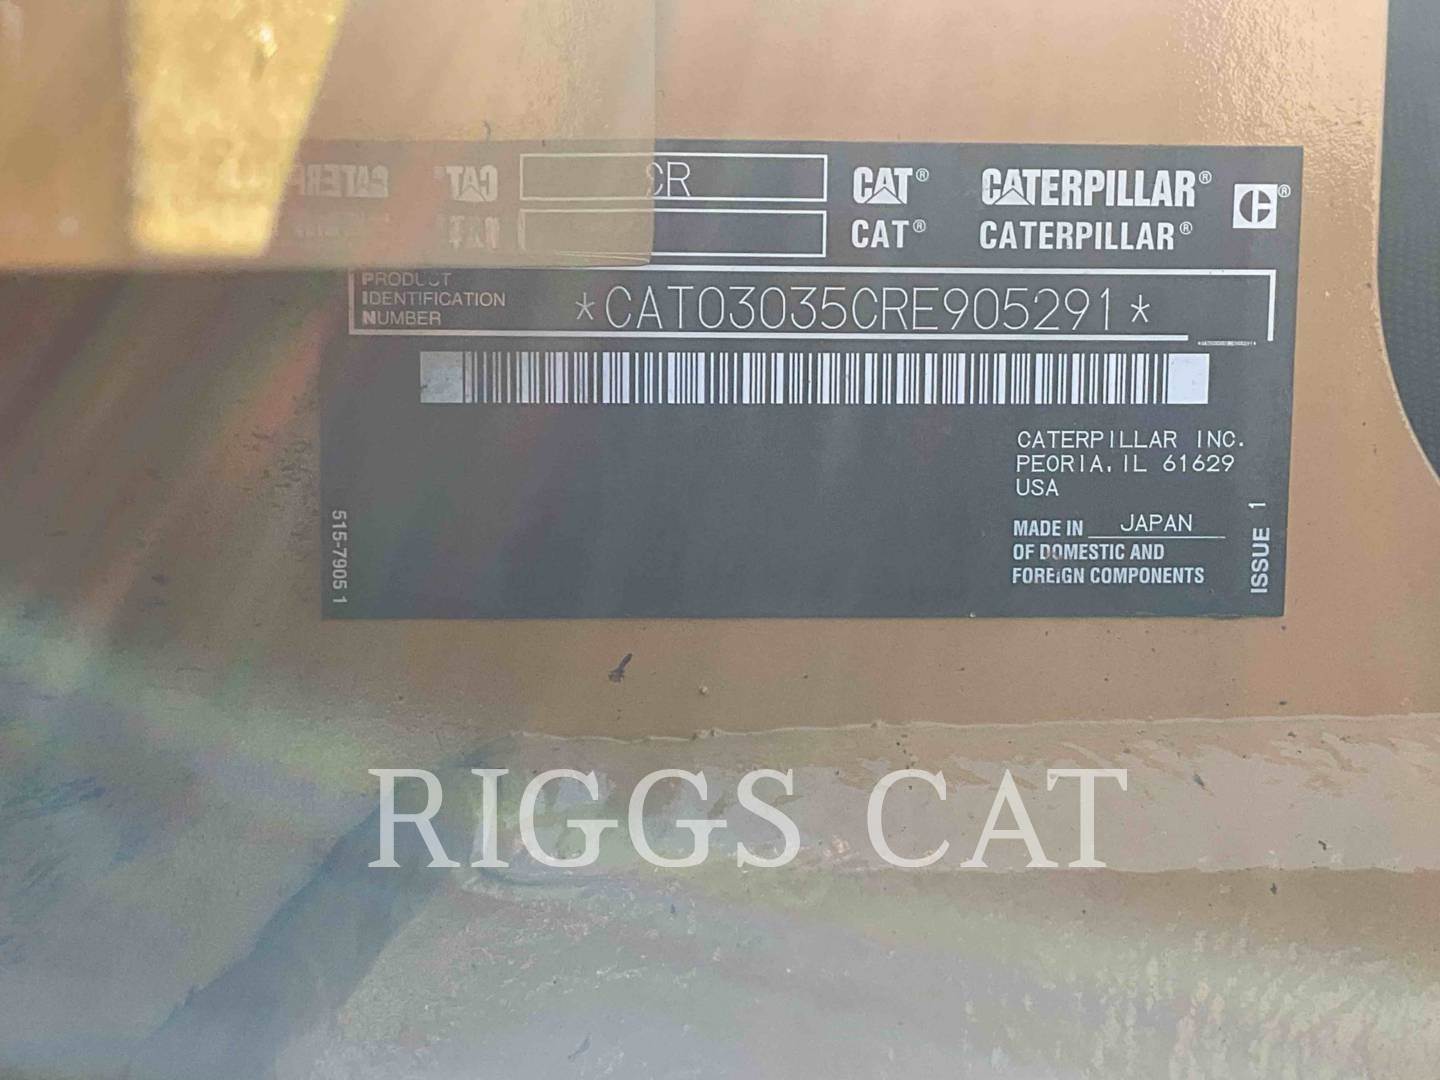 CR
CAT® CATERPILLAR®
CAT® CATERPILLAR®
PRODUCT
IDENTIFICATION
NUMBER
*CAT03035CRE905291*
CATERPILLAR INC.
PEORIA, IL 61629
USA
MADE IN JAPAN
OF DOMESTIC AND
FOREIGN COMPONENTS
ISSUE 1
515-7905 1
RIGGS CAT